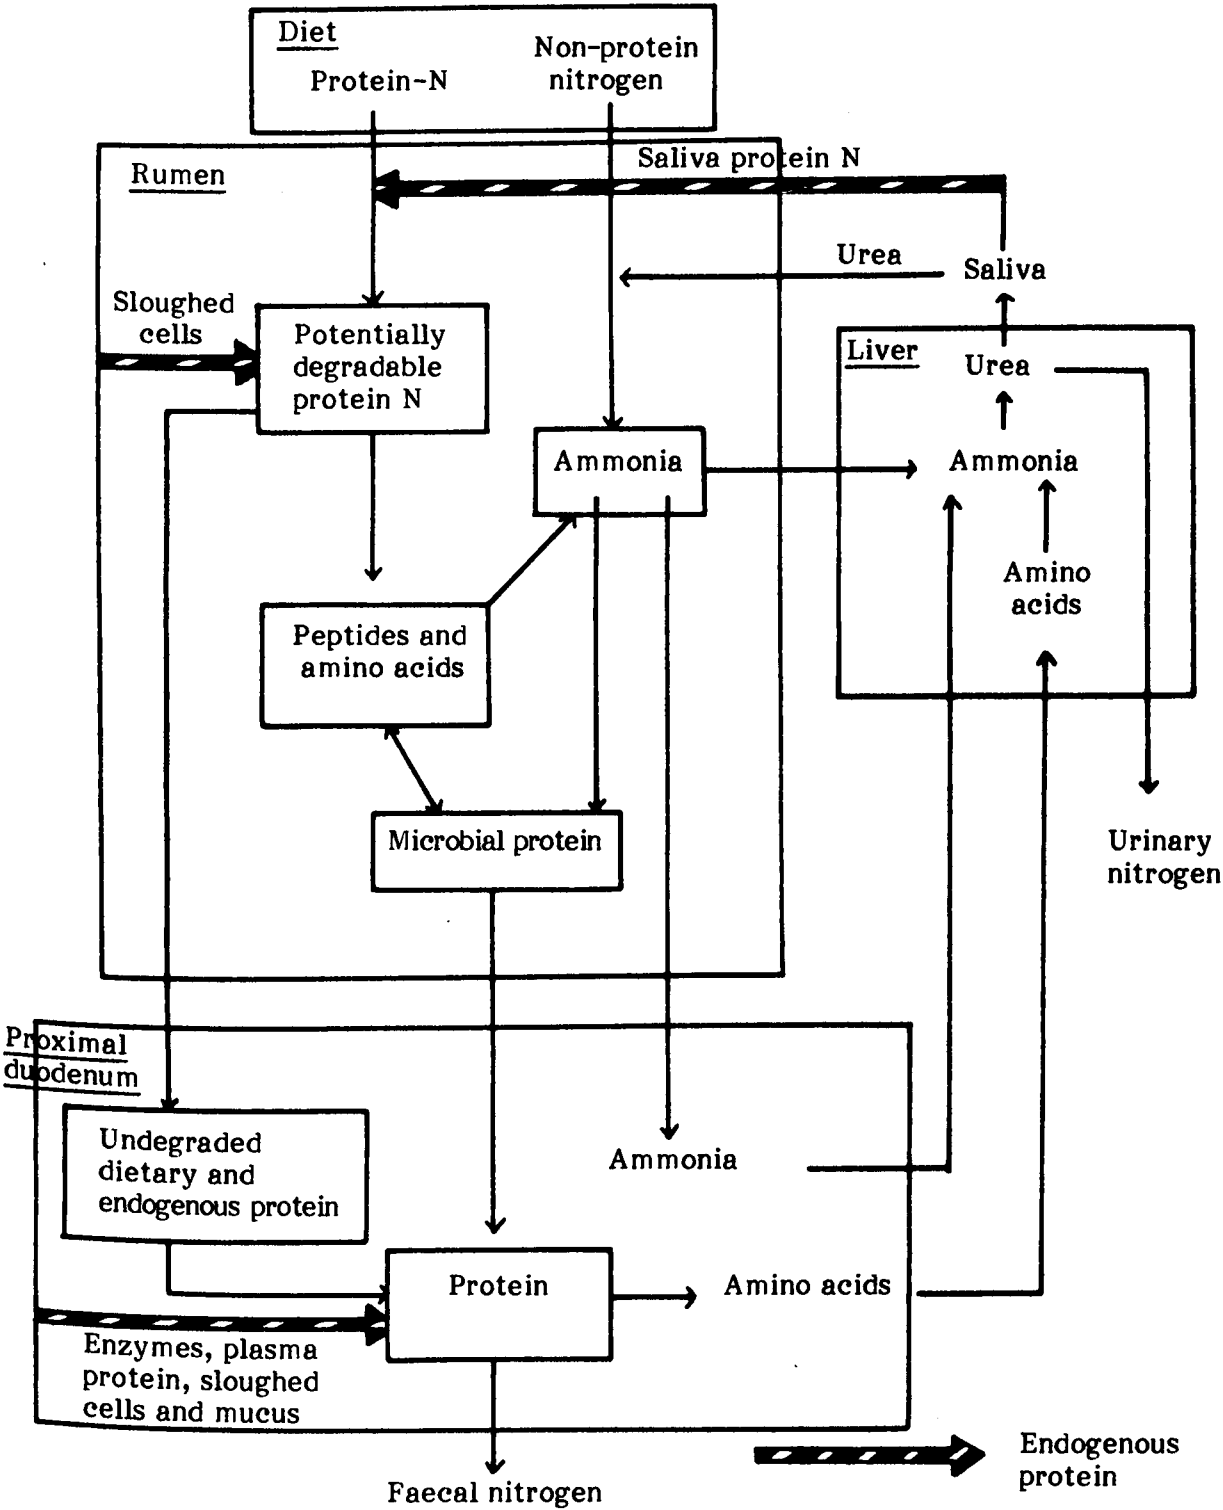 Diet
Non-protein
nitrogen
Protein-N
Rumen
Saliva protein N
Urea
Saliva
Sloughed
cells
Potentially
degradable
protein N
Liver
Urea
Ammonia
Ammonia
Amino
acids
Peptides and
amino acids
Microbial protein
Urinary
nitrogen
Proximal
duodenum
Undegraded
dietary and
endogenous protein
Ammonia
Protein
Amino acids
Enzymes, plasma
protein, sloughed
cells and mucus
Endogenous
protein
Faecal nitrogen